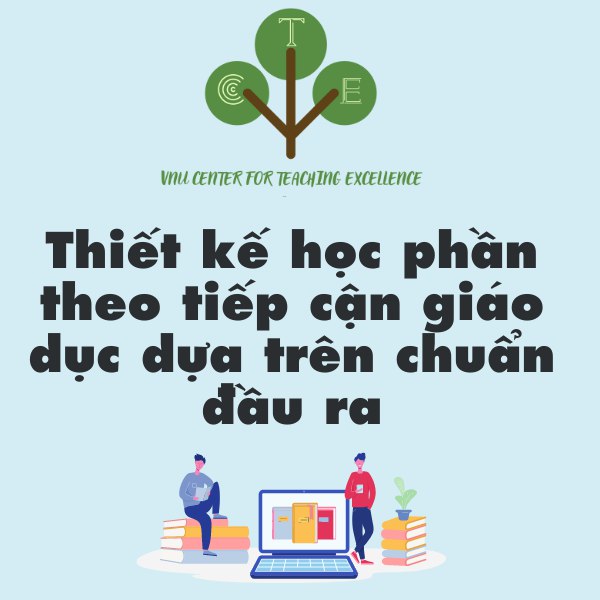 T
C E
VNU CENTER FOR TEACHING EXCELLENCE
Thiết kế học phần
theo tiếp cận giáo
dục dựa trên chuẩn
đầu ra